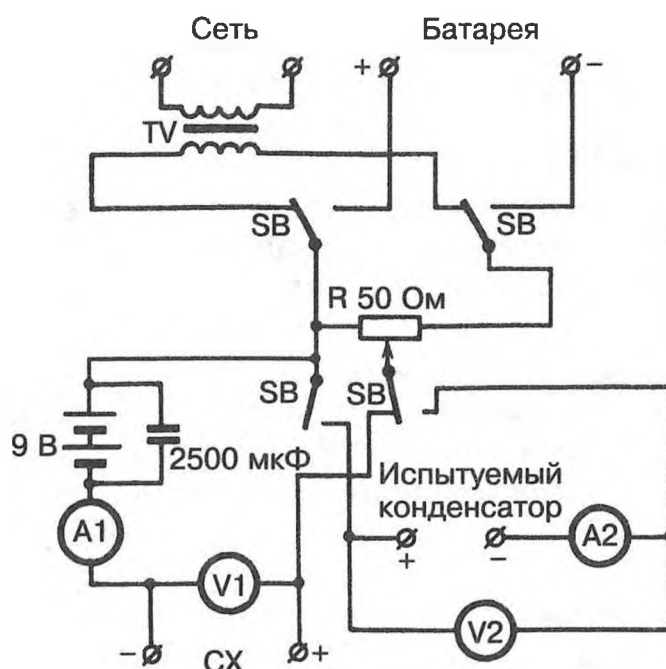 Сеть Батарея
+ -
TV
SB SB
R 50 Ом
SB SB
9 В 2500 мкФ
Испытуемый
конденсатор
A1 A2
+ -
V1 V2
- СХ +